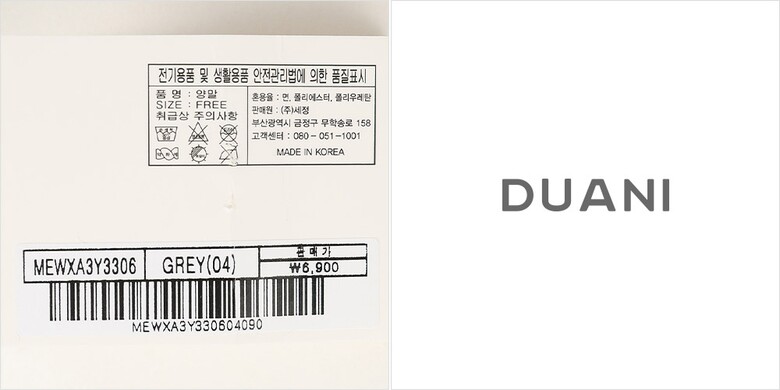 전기용품 및 생활용품 안전관리법에 의한 품질표시
품 명 : 양말
SIZE : FREE
취급상 주의사항
혼용율 : 면, 폴리에스터, 폴리우레탄
판매원 : (주)세정
부산광역시 금정구 무학송로 158
고객센터 : 080-051-1001
MADE IN KOREA
MEWXA3Y3306
GREY(04)
판 매 가
₩6,900
MEWXA3Y330604090
DUANI